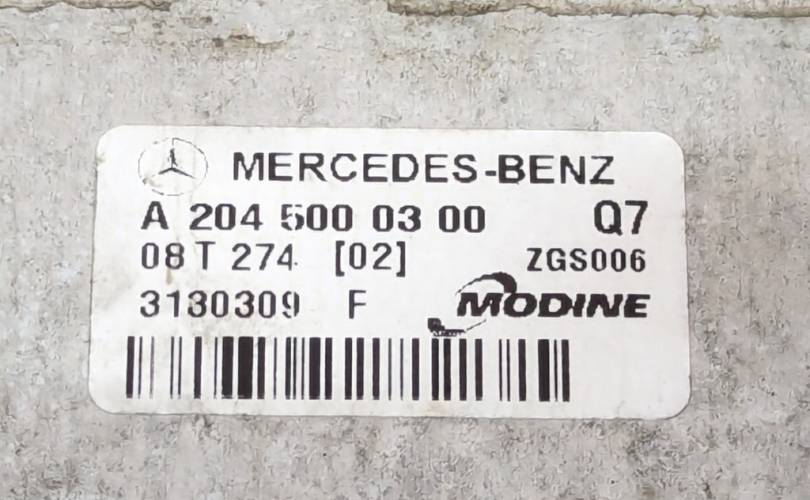 MERCEDES-BENZ
A 204 500 03 00 Q7
08 T 274 [02] ZGS006
3130309 F MODINE